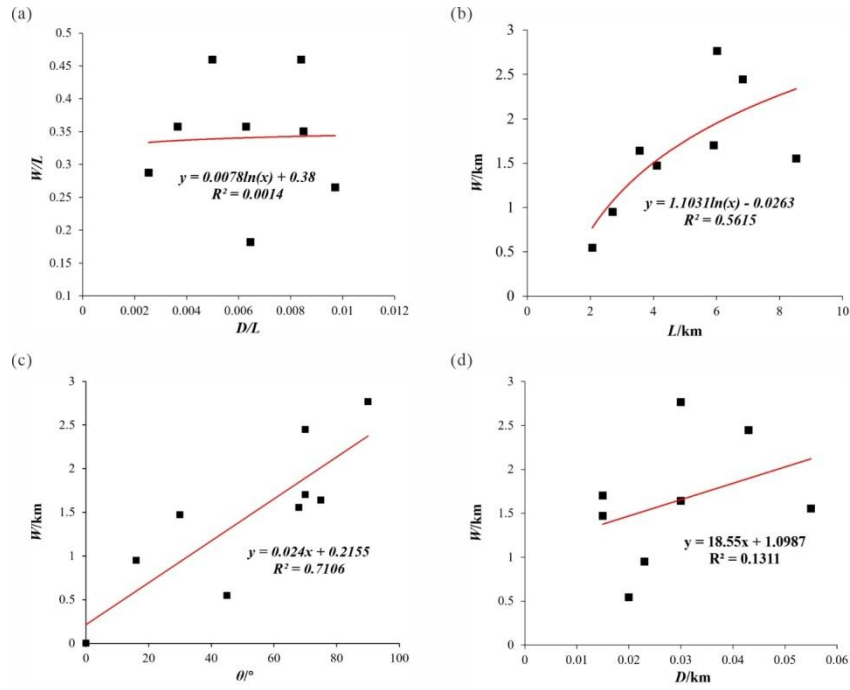 (a)
0.5
0.45
0.4
0.35
0.3
0.25
0.2
0.15
0.1
W/L
y = 0.0078ln(x) + 0.38
R² = 0.0014
0 0.002 0.004 0.006 0.008 0.01 0.012
D/L
(b)
3
2.5
2
1.5
1
0.5
0
W/km
y = 1.1031ln(x) - 0.0263
R² = 0.5615
0 2 4 6 8 10
L/km
(c)
3
2.5
2
1.5
1
0.5
0
W/km
y = 0.024x + 0.2155
R² = 0.7106
0 20 40 60 80 100
θ/°
(d)
3
2.5
2
1.5
1
0.5
0
W/km
y = 18.55x + 1.0987
R² = 0.1311
0 0.01 0.02 0.03 0.04 0.05 0.06
D/km